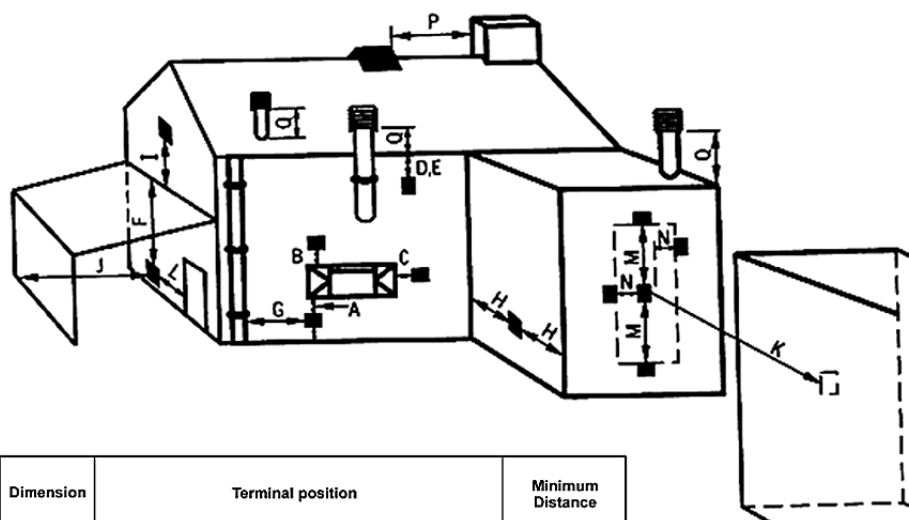 P
Q
Q
I
D,E
Q
F
B
C
M
N
J
L
N
A
G
H
H
M
K
Dimension
Terminal position
Minimum
Distance